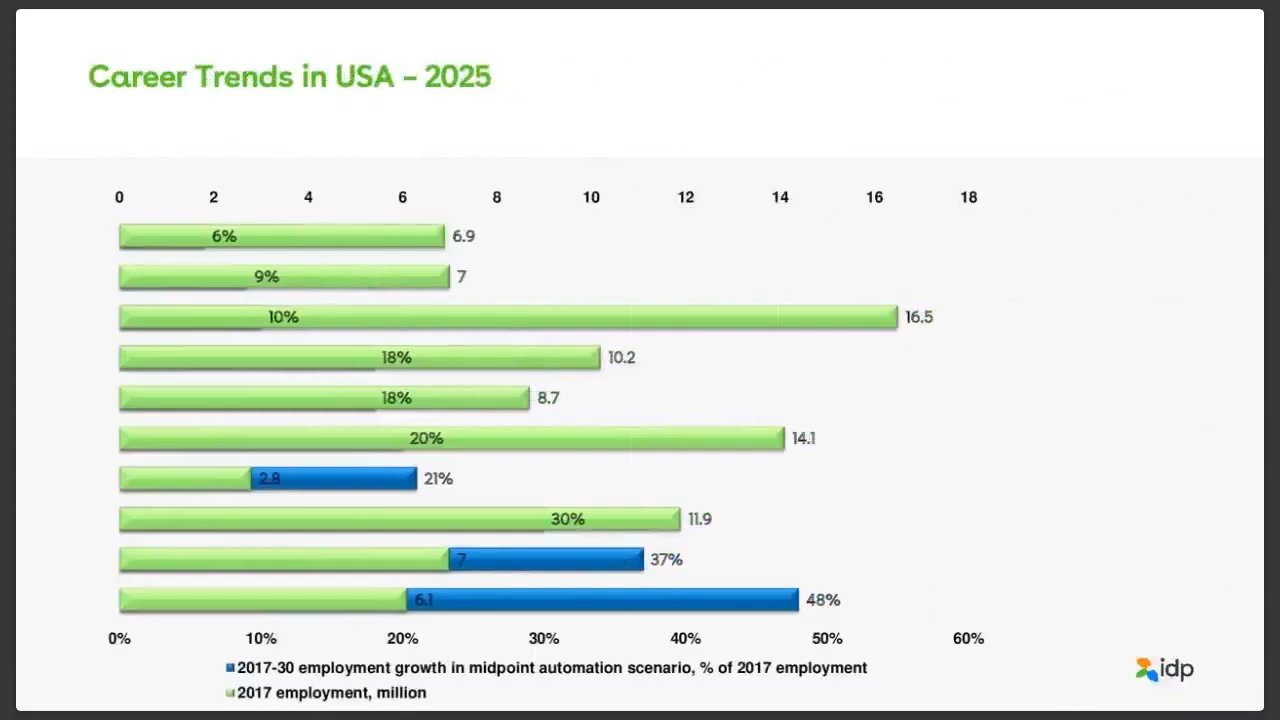 Career Trends in USA - 2025
0 2 4 6 8 10 12 14 16 18
6% 6.9
9% 7
10% 16.5
18% 10.2
18% 8.7
20% 14.1
2.8 21%
30% 11.9
7 37%
6.1 48%
0% 10% 20% 30% 40% 50% 60%
2017-30 employment growth in midpoint automation scenario, % of 2017 employment
2017 employment, million
idp